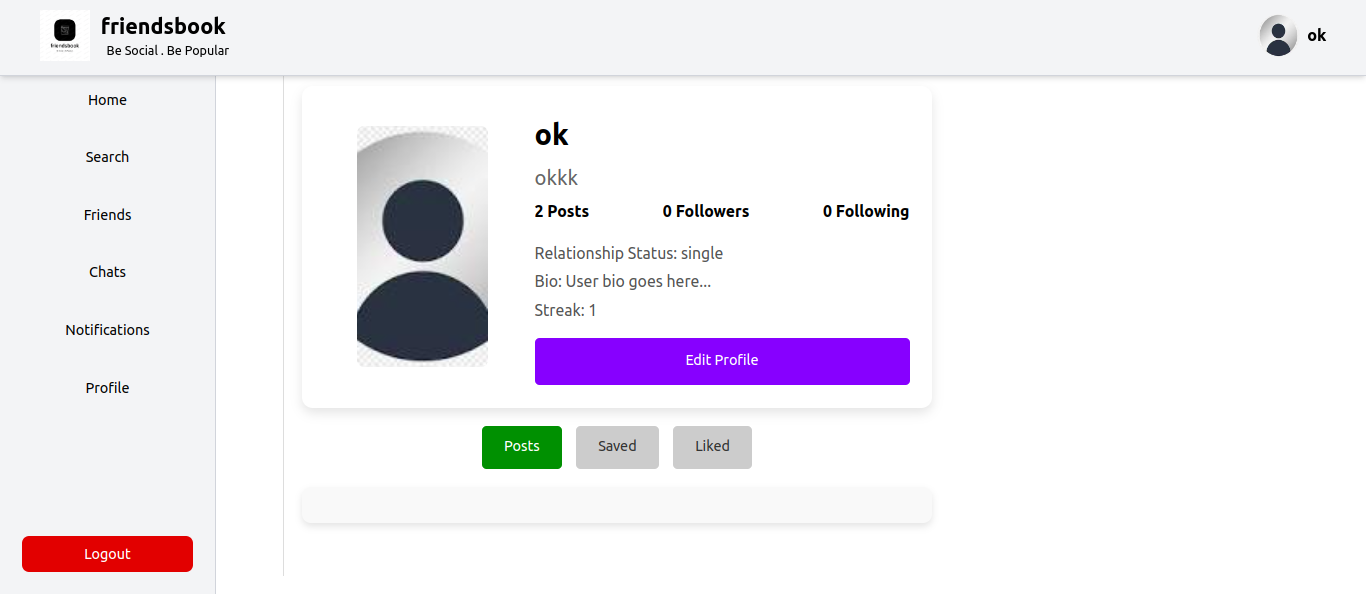 friendsbook
friendsbook
Be Social . Be Popular
ok
Home
Search
Friends
Chats
Notifications
Profile
Logout
ok
okkk
2 Posts 0 Followers 0 Following
Relationship Status: single
Bio: User bio goes here...
Streak: 1
Edit Profile
Posts Saved Liked